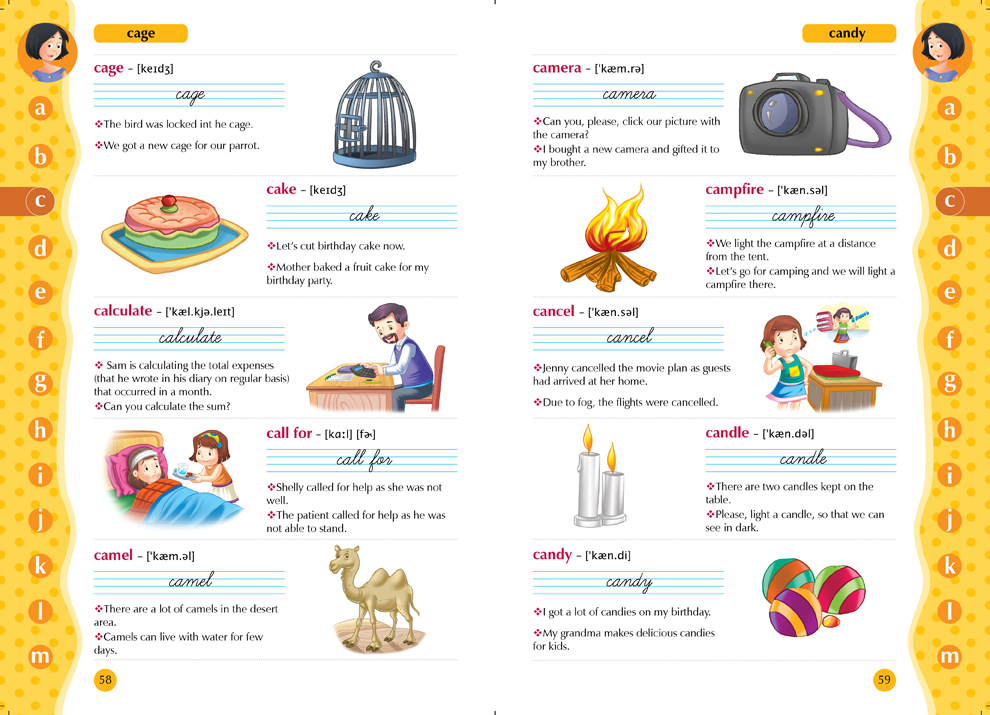 cage
cage – [keɪdʒ]
cage
❖The bird was locked int he cage.
❖We got a new cage for our parrot.
cake – [keɪdʒ]
cake
❖Let's cut birthday cake now.
❖Mother baked a fruit cake for my
birthday party.
calculate – ['kæl.kjə.leɪt]
calculate
❖ Sam is calculating the total expenses
(that he wrote in his diary on regular basis)
that occurred in a month.
❖Can you calculate the sum?
call for – [kɑːl] [fɚ]
call for
❖Shelly called for help as she was not
well.
❖The patient called for help as he was
not able to stand.
camel – ['kæm.əl]
camel
❖There are a lot of camels in the desert
area.
❖Camels can live with water for few
days.
58
a
b
c
d
e
f
g
h
i
j
k
l
m
candy
camera – ['kæm.rə]
camera
❖Can you, please, click our picture with
the camera?
❖I bought a new camera and gifted it to
my brother.
campfire – ['kæn.səl]
campfire
❖We light the campfire at a distance
from the tent.
❖Let's go for camping and we will light a
campfire there.
cancel – ['kæn.səl]
cancel
❖Jenny cancelled the movie plan as guests
had arrived at her home.
❖Due to fog, the flights were cancelled.
candle – ['kæn.dəl]
candle
❖There are two candles kept on the
table.
❖Please, light a candle, so that we can
see in dark.
candy – ['kæn.di]
candy
❖I got a lot of candies on my birthday.
❖My grandma makes delicious candies
for kids.
59
a
b
c
d
e
f
g
h
i
j
k
l
m